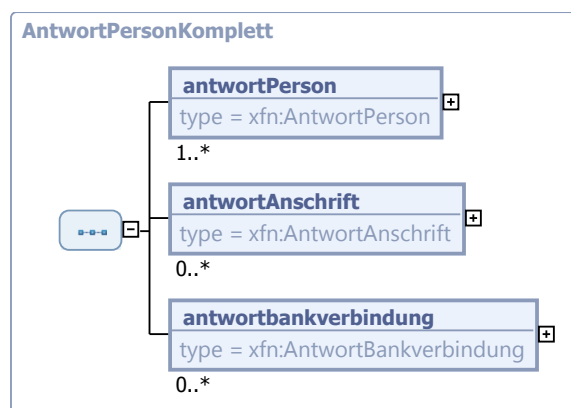 AntwortPersonKomplett
antwortPerson
type = xfn:AntwortPerson
1..*
antwortAnschrift
type = xfn:AntwortAnschrift
0..*
antwortbankverbindung
type = xfn:AntwortBankverbindung
0..*